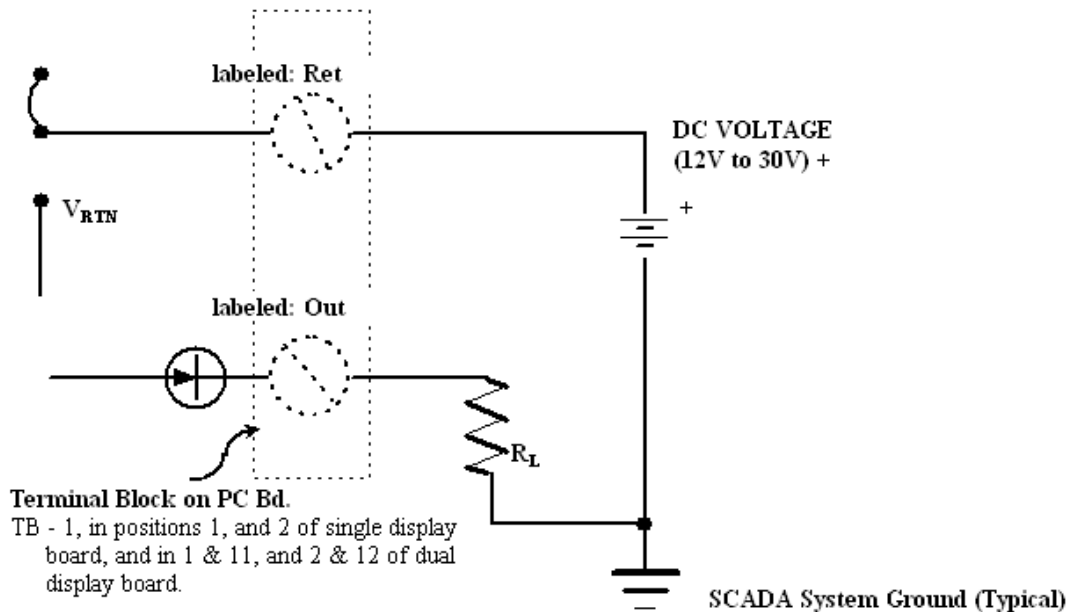 labeled: Ret
DC VOLTAGE
(12V to 30V) +
+
VRTN
labeled: Out
RL
Terminal Block on PC Bd.
TB - 1, in positions 1, and 2 of single display
board, and in 1 & 11, and 2 & 12 of dual
display board.
SCADA System Ground (Typical)